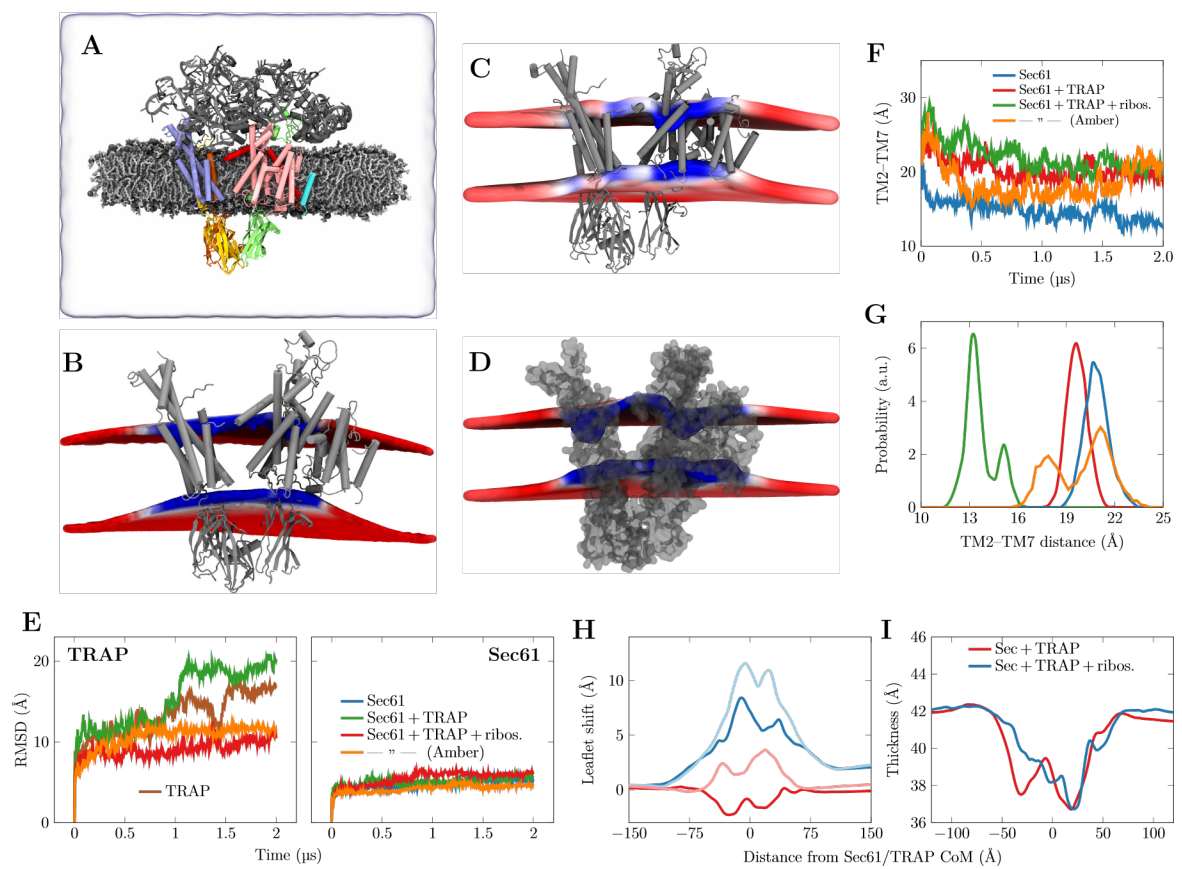 A
B
C
D
E
TRAP
RMSD (Å)
20
10
0
TRAP
0
0.5
1
1.5
2
Sec61
Sec61
Sec61 + TRAP
Sec61 + TRAP + ribos.
— ” — (Amber)
0
0.5
1
1.5
2
Time (µs)
F
Sec61
Sec61 + TRAP
Sec61 + TRAP + ribos.
— ” — (Amber)
TM2–TM7 (Å)
30
20
10
0
0.5
1.0
1.5
2.0
Time (µs)
G
Probability (a.u.)
6
4
2
0
10
13
16
19
22
25
TM2–TM7 distance (Å)
H
Leaflet shift (Å)
10
5
0
−150
−75
0
75
150
I
Sec + TRAP
Sec + TRAP + ribos.
Thickness (Å)
46
44
42
40
38
36
−100
−50
0
50
100
Distance from Sec61/TRAP CoM (Å)